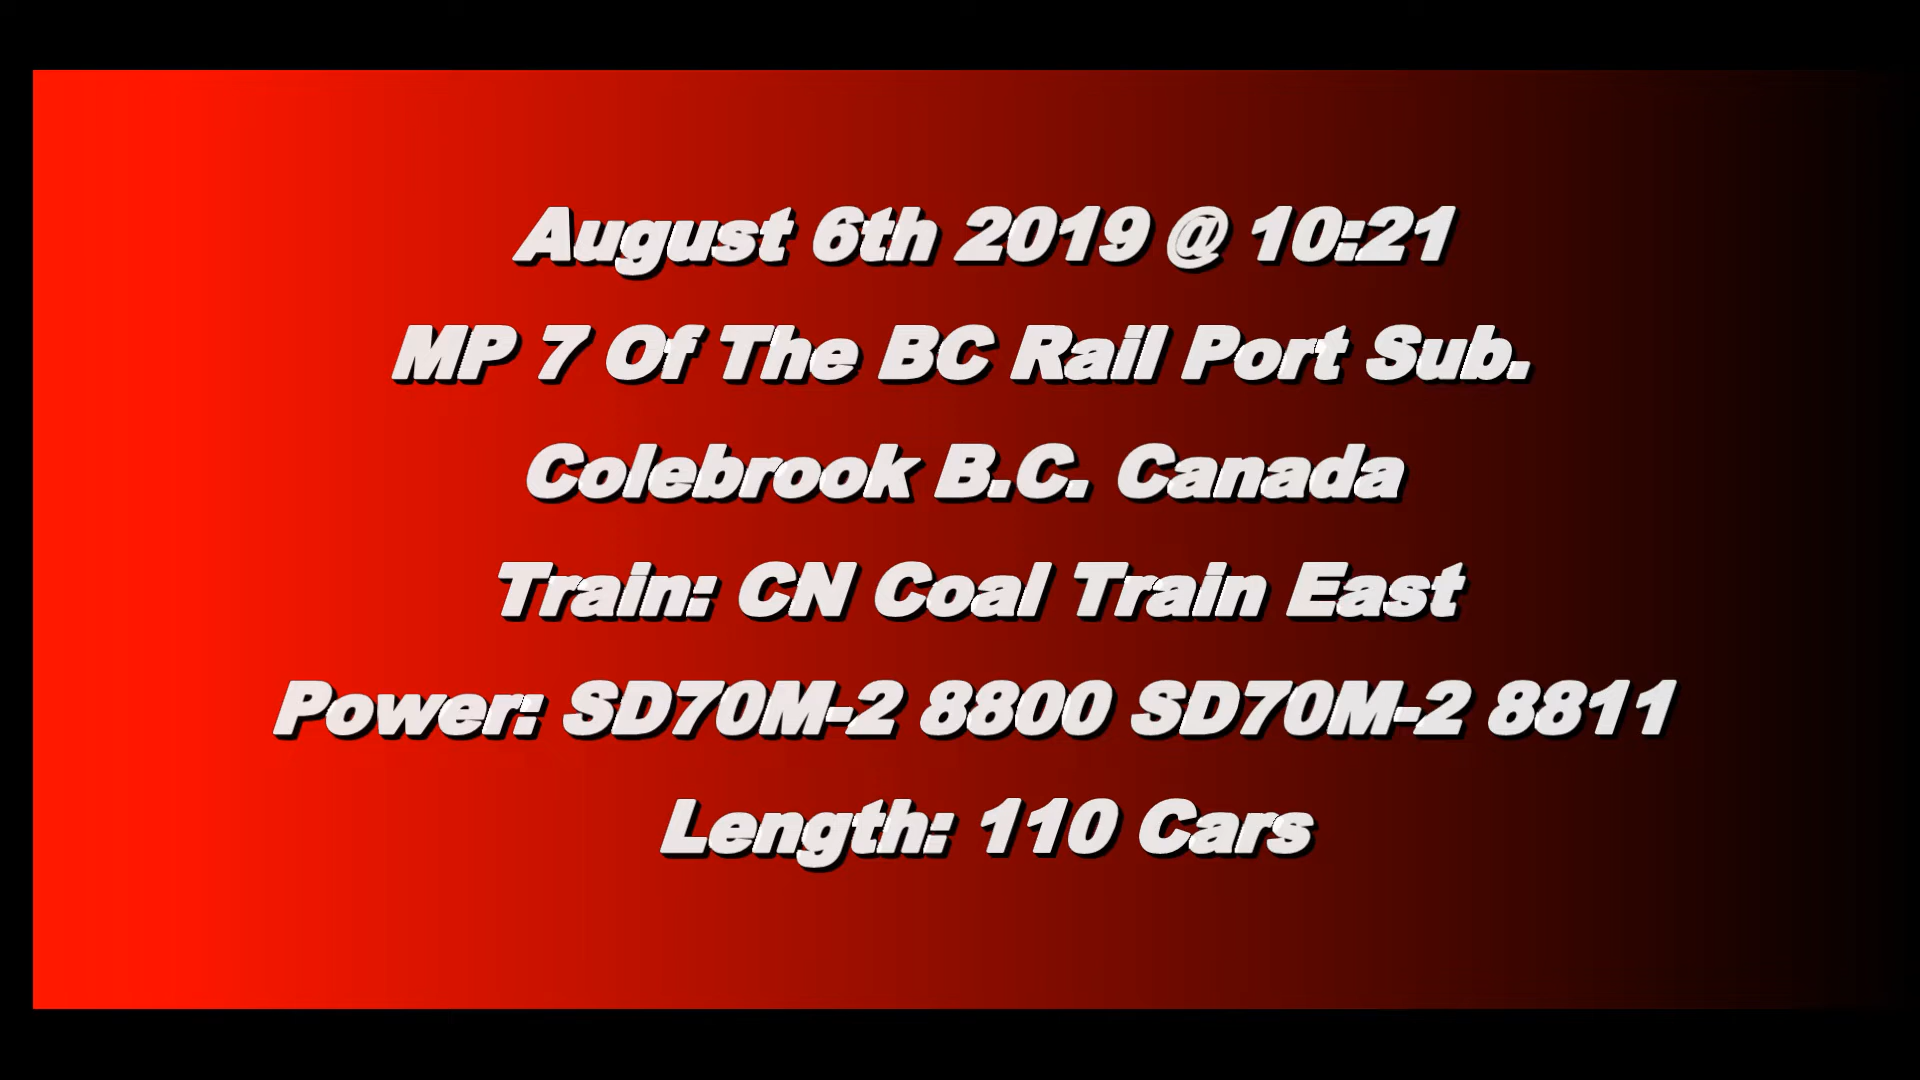 August 6th 2019 @ 10:21
MP 7 Of The BC Rail Port Sub.
Colebrook B.C. Canada
Train: CN Coal Train East
Power: SD70M-2 8800 SD70M-2 8811
Length: 110 Cars